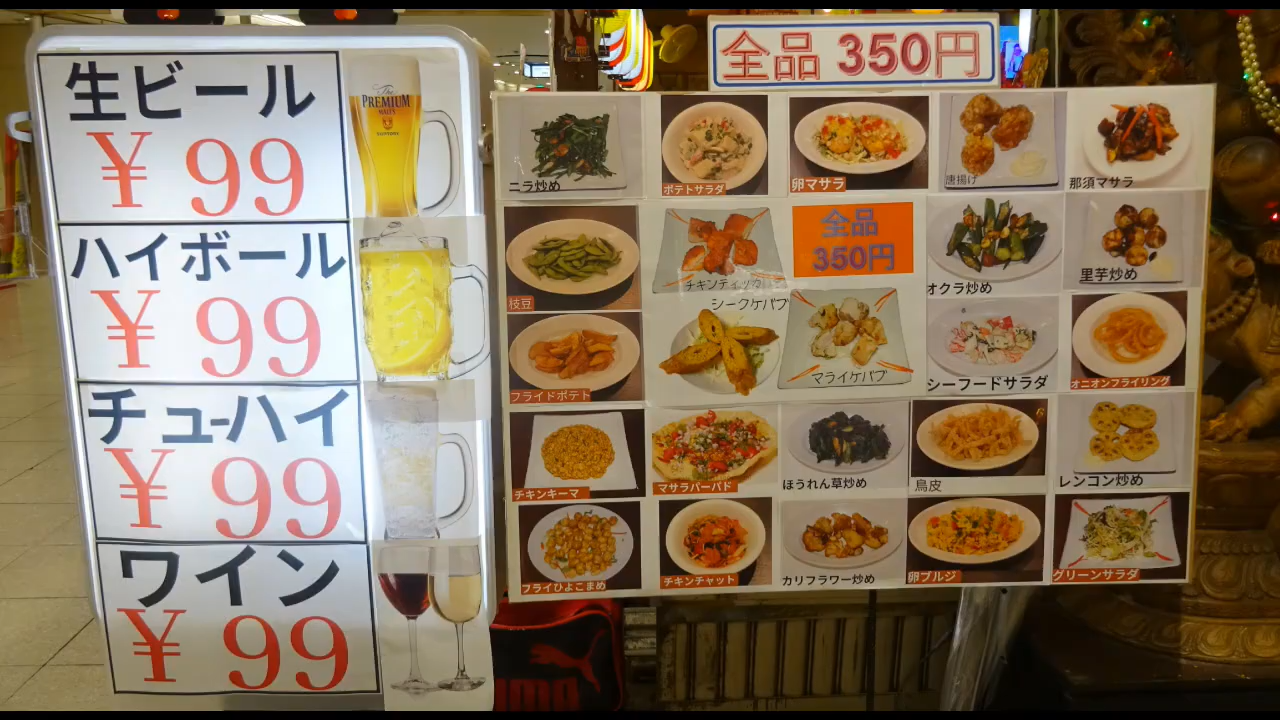 生ビール
¥99
The
PREMIUM
MALT'S
SUNTORY
ハイボール
¥99
チューハイ
¥99
ワイン
¥99
全品 350円
ニラ炒め
ポテトサラダ
卵マサラ
唐揚げ
那須マサラ
枝豆
チキンティッカ
全品
350円
オクラ炒め
里芋炒め
シークケバブ
フライドポテト
マライケバブ
シーフードサラダ
オニオンフライリング
チキンキーマ
マサラパーパド
ほうれん草炒め
鳥皮
レンコン炒め
フライひよこまめ
チキンチャット
カリフラワー炒め
卵ブルジ
グリーンサラダ
PUMA